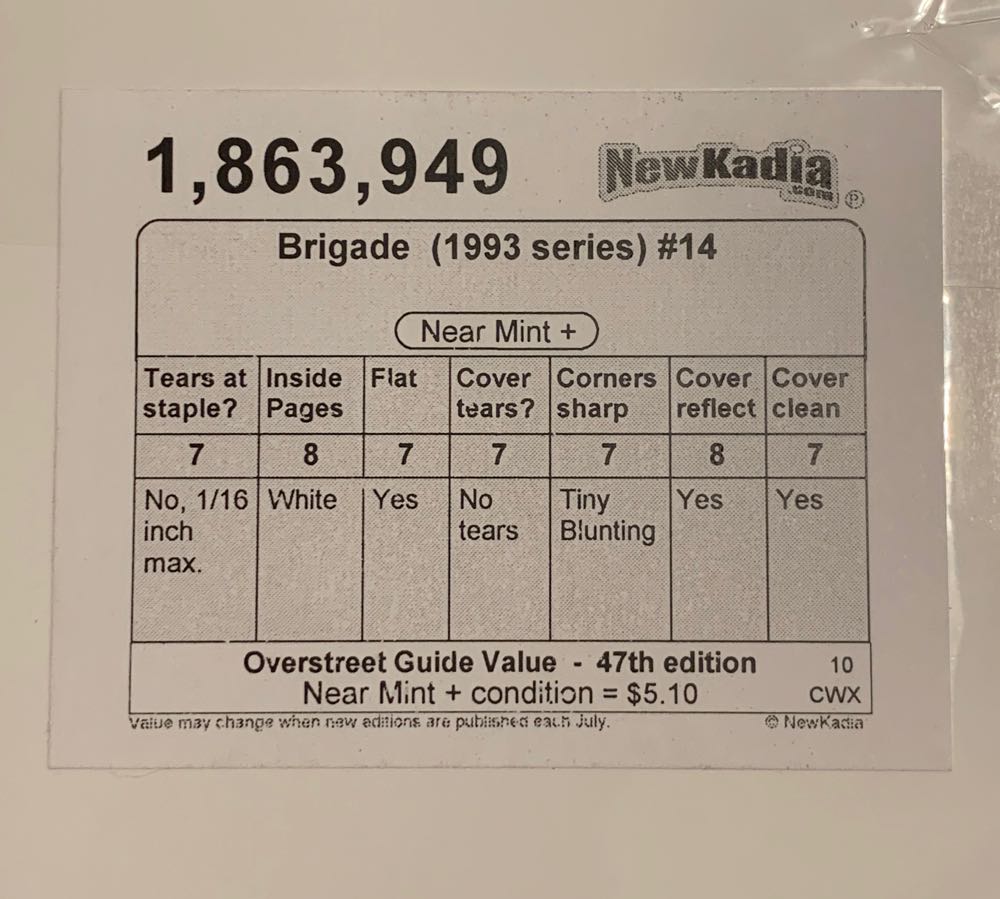 1,863,949
NewKadia
.com ®
Brigade (1993 series) #14
Near Mint +
Tears at staple? Inside Pages Flat Cover tears? Corners sharp Cover reflect Cover clean
7 8 7 7 7 8 7
No, 1/16 inch max. White Yes No tears Tiny Blunting Yes Yes
Overstreet Guide Value - 47th edition 10
Near Mint + condition = $5.10 CWX
Value may change when new editions are published each July. © NewKadia